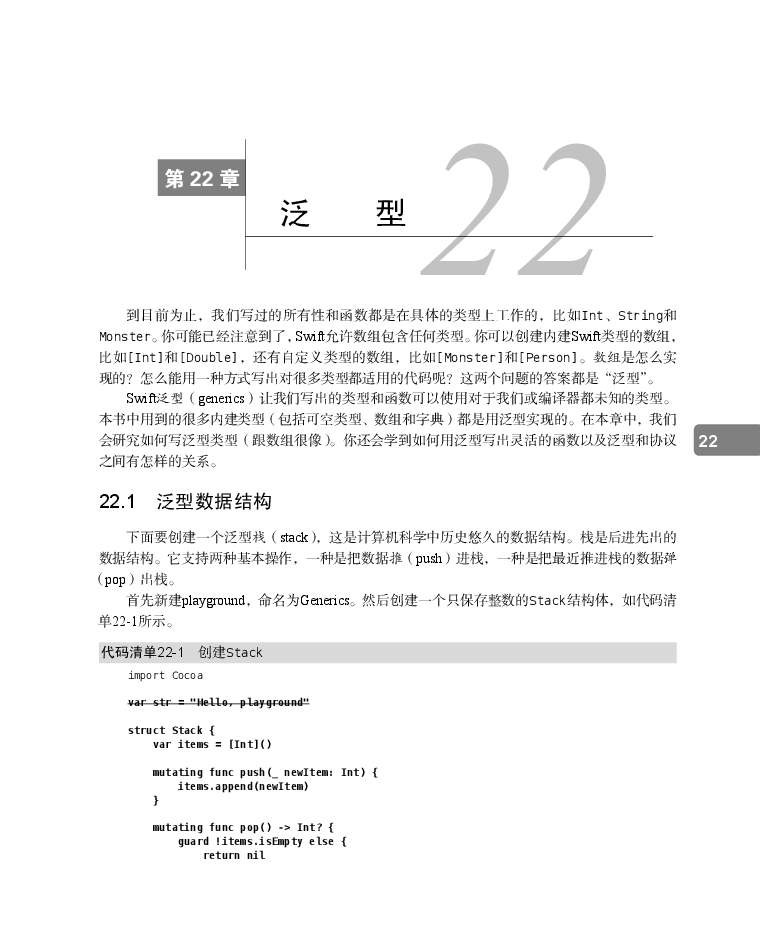 第 22 章
泛 型
22
到目前为止，我们写过的所有性和函数都是在具体的类型上工作的，比如Int、String和
Monster。你可能已经注意到了，Swift允许数组包含任何类型。你可以创建内建Swift类型的数组，
比如[Int]和[Double]，还有自定义类型的数组，比如[Monster]和[Person]。数组是怎么实
现的？怎么能用一种方式写出对很多类型都适用的代码呢？这两个问题的答案都是“泛型”。
Swift泛型（generics）让我们写出的类型和函数可以使用对于我们或编译器都未知的类型。
本书中用到的很多内建类型（包括可空类型、数组和字典）都是用泛型实现的。在本章中，我们
会研究如何写泛型类型（跟数组很像）。你还会学到如何用泛型写出灵活的函数以及泛型和协议
之间有怎样的关系。
22
22.1 泛型数据结构
下面要创建一个泛型栈（stack），这是计算机科学中历史悠久的数据结构。栈是后进先出的
数据结构。它支持两种基本操作，一种是把数据推（push）进栈，一种是把最近推进栈的数据弹
（pop）出栈。
首先新建playground，命名为Generics。然后创建一个只保存整数的Stack结构体，如代码清
单22-1所示。
代码清单22-1 创建Stack
import Cocoa
var str = "Hello, playground"
struct Stack {
var items = [Int]()
mutating func push(_ newItem: Int) {
items.append(newItem)
}
mutating func pop() -> Int? {
guard !items.isEmpty else {
return nil